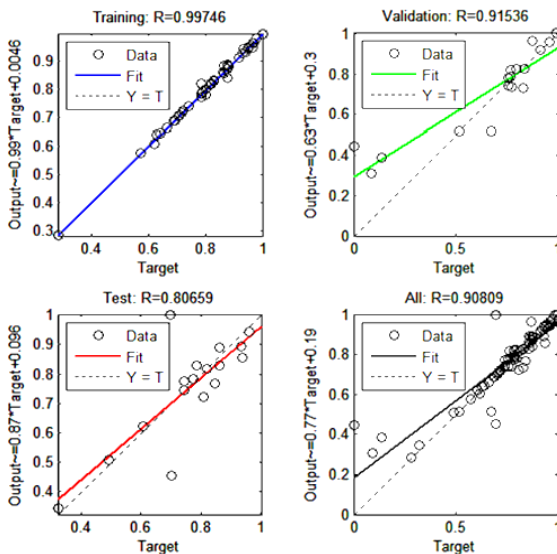 Training: R=0.99746
Output~=0.99*Target+0.0046
Data
Fit
Y = T
0.9
0.8
0.7
0.6
0.5
0.4
0.3
0.4 0.6 0.8 1
Target
Validation: R=0.91536
Output~=0.63*Target+0.3
Data
Fit
Y = T
1
0.8
0.6
0.4
0.2
0
0 0.5 1
Target
Test: R=0.80659
Output~=0.87*Target+0.096
Data
Fit
Y = T
1
0.9
0.8
0.7
0.6
0.5
0.4
0.4 0.6 0.8 1
Target
All: R=0.90809
Output~=0.77*Target+0.19
Data
Fit
Y = T
1
0.8
0.6
0.4
0.2
0
0 0.5 1
Target